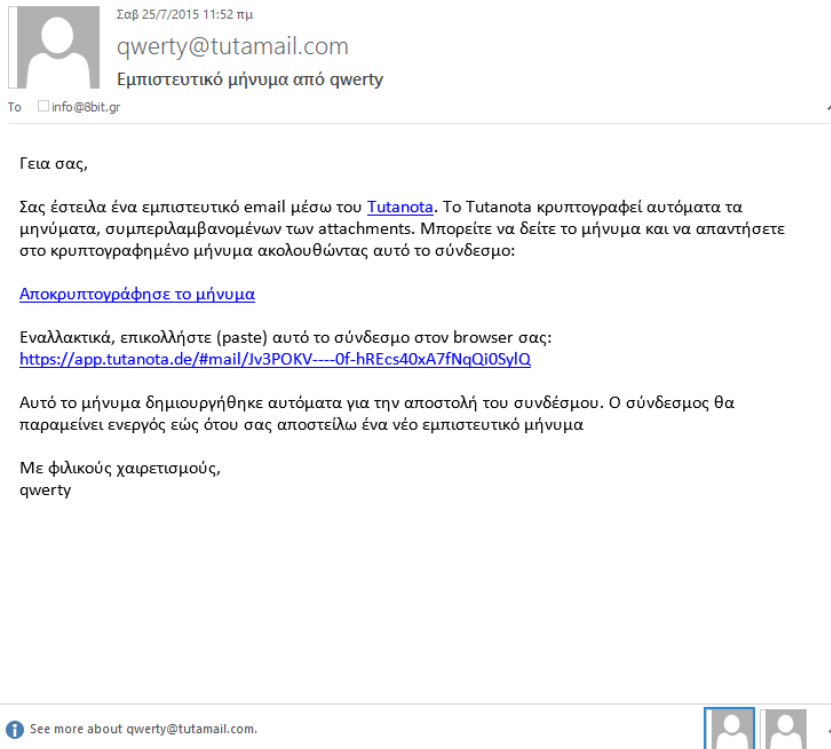 Σαβ 25/7/2015 11:52 πμ
qwerty@tutamail.com
Εμπιστευτικό μήνυμα από qwerty
To info@8bit.gr
Γεια σας,
Σας έστειλα ένα εμπιστευτικό email μέσω του Tutanota. Το Tutanota κρυπτογραφεί αυτόματα τα
μηνύματα, συμπεριλαμβανομένων των attachments. Μπορείτε να δείτε το μήνυμα και να απαντήσετε
στο κρυπτογραφημένο μήνυμα ακολουθώντας αυτό το σύνδεσμο:
Αποκρυπτογράφησε το μήνυμα
Εναλλακτικά, επικολλήστε (paste) αυτό το σύνδεσμο στον browser σας:
https://app.tutanota.de/#mail/Jv3POKV----0f-hREcs40xA7fNqQi0SylQ
Αυτό το μήνυμα δημιουργήθηκε αυτόματα για την αποστολή του συνδέσμου. Ο σύνδεσμος θα
παραμείνει ενεργός εώς ότου σας αποστείλω ένα νέο εμπιστευτικό μήνυμα
Με φιλικούς χαιρετισμούς,
qwerty
See more about qwerty@tutamail.com.